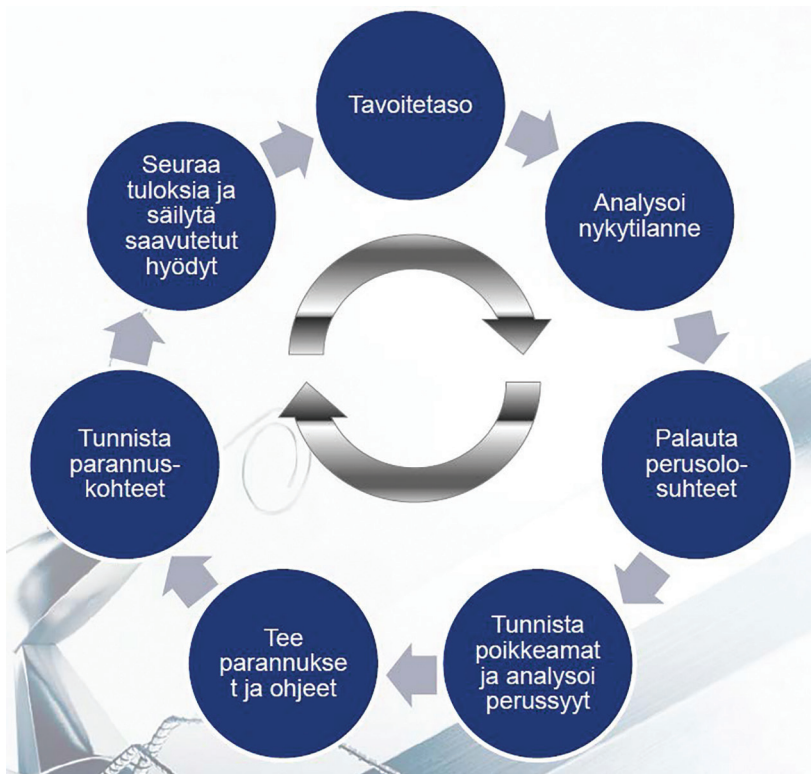 Tavoitetaso
Analysoi
nykytilanne
Palauta
perusolo-
suhteet
Tunnista
poikkeamat
ja analysoi
perussyyt
Tee
parannukse
t ja ohjeet
Tunnista
parannus-
kohteet
Seuraa
tuloksia ja
säilytä
saavutetut
hyödyt